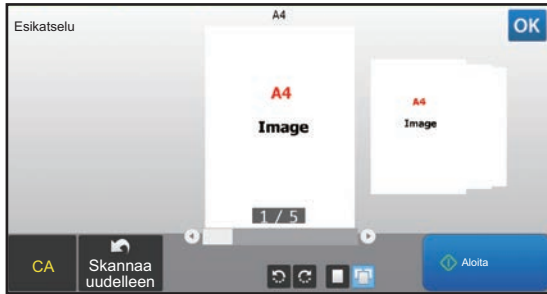 Esikatselu
A4
OK
A4
Image
A4
Image
1 / 5
CA
Skannaa
uudelleen
Aloita